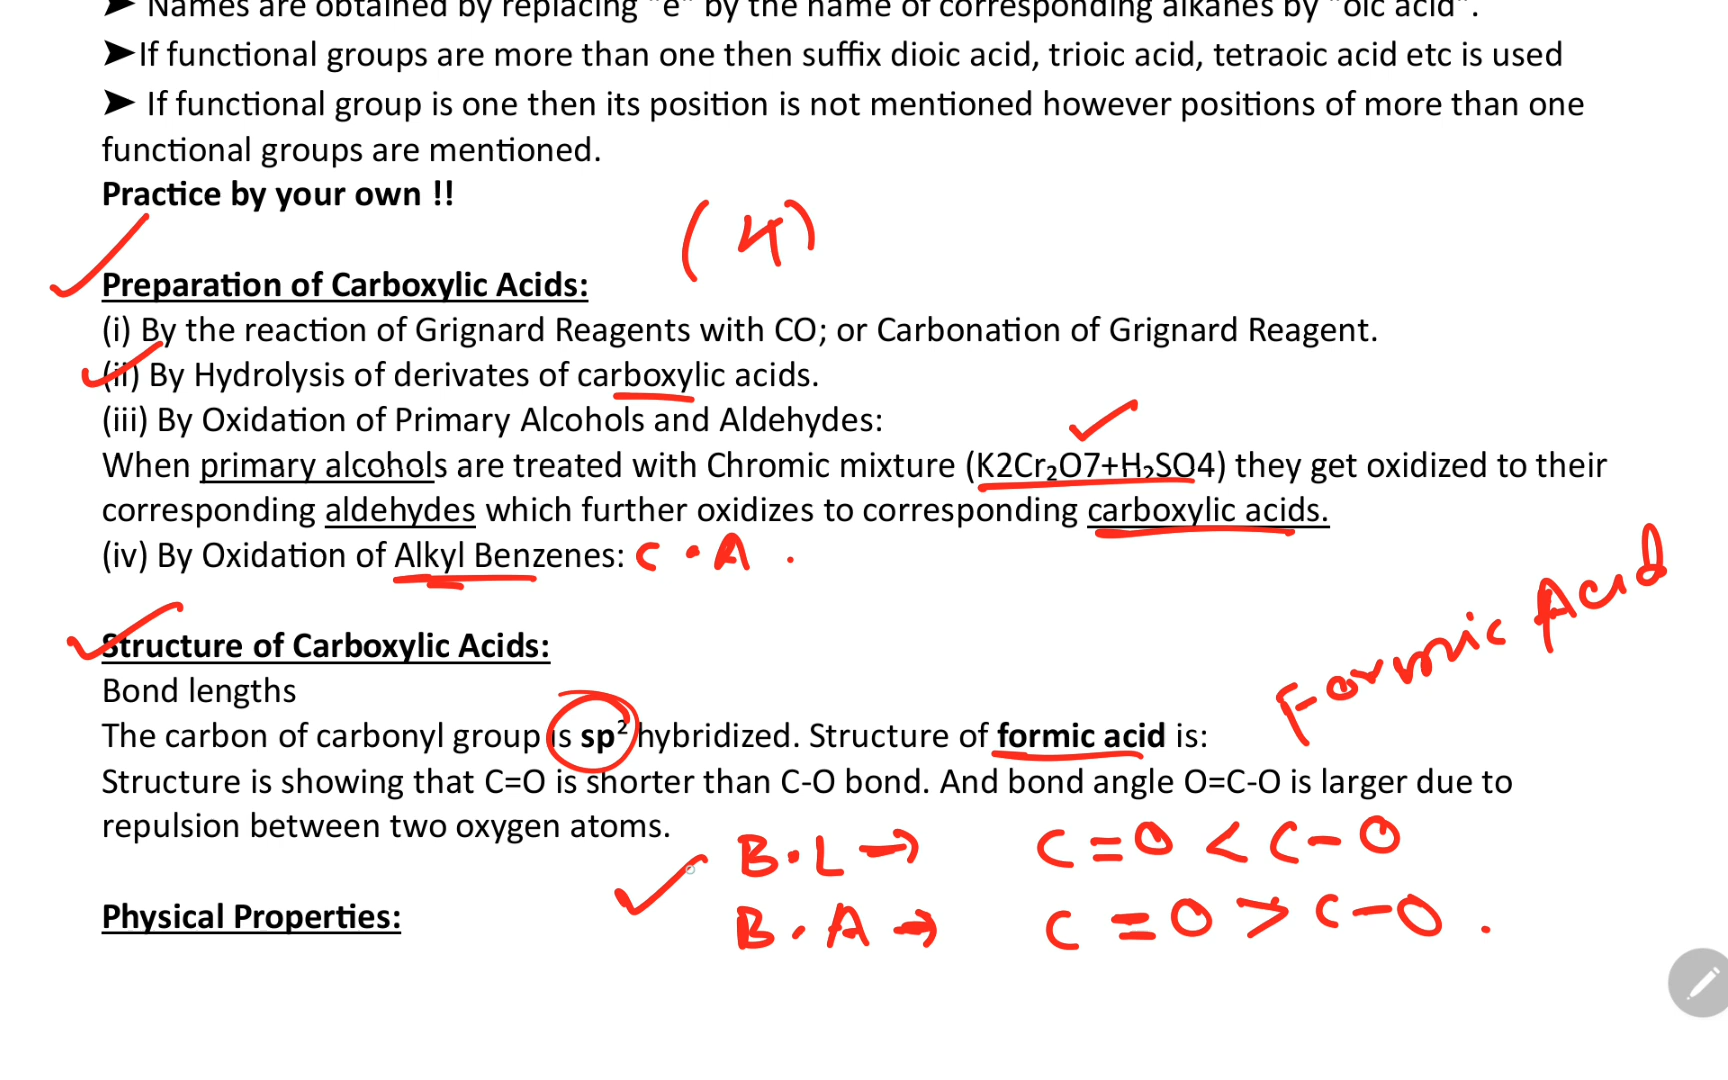 ➤ Names are obtained by replacing "e" by the name of corresponding alkanes by "oic acid".
➤If functional groups are more than one then suffix dioic acid, trioic acid, tetraoic acid etc is used
➤ If functional group is one then its position is not mentioned however positions of more than one
functional groups are mentioned.
Practice by your own !!
(4)
Preparation of Carboxylic Acids:
(i) By the reaction of Grignard Reagents with CO; or Carbonation of Grignard Reagent.
(ii) By Hydrolysis of derivates of carboxylic acids.
(iii) By Oxidation of Primary Alcohols and Aldehydes:
When primary alcohols are treated with Chromic mixture (K2Cr₂O7+H₂SO4) they get oxidized to their
corresponding aldehydes which further oxidizes to corresponding carboxylic acids.
(iv) By Oxidation of Alkyl Benzenes: C . A .
Formic Acid
Structure of Carboxylic Acids:
Bond lengths
The carbon of carbonyl group is sp² hybridized. Structure of formic acid is:
Structure is showing that C=O is shorter than C-O bond. And bond angle O=C-O is larger due to
repulsion between two oxygen atoms.
B.L → C=O < C-O
Physical Properties:
B.A → C=O > C-O .